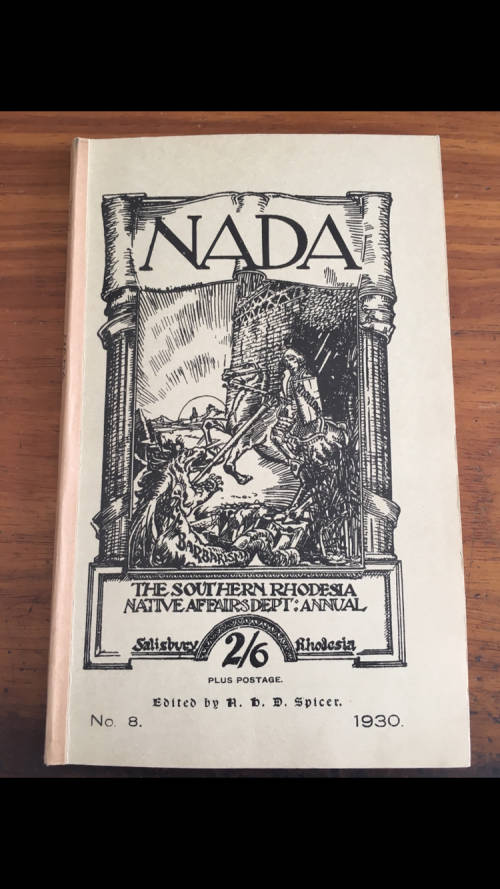 NADA
BARBARISM
THE SOUTHERN RHODESIA
NATIVE AFFAIRS DEPT: ANNUAL
Salisbury 2/6 Rhodesia
PLUS POSTAGE.
Edited by N. H. D. Spicer.
No. 8. 1930.